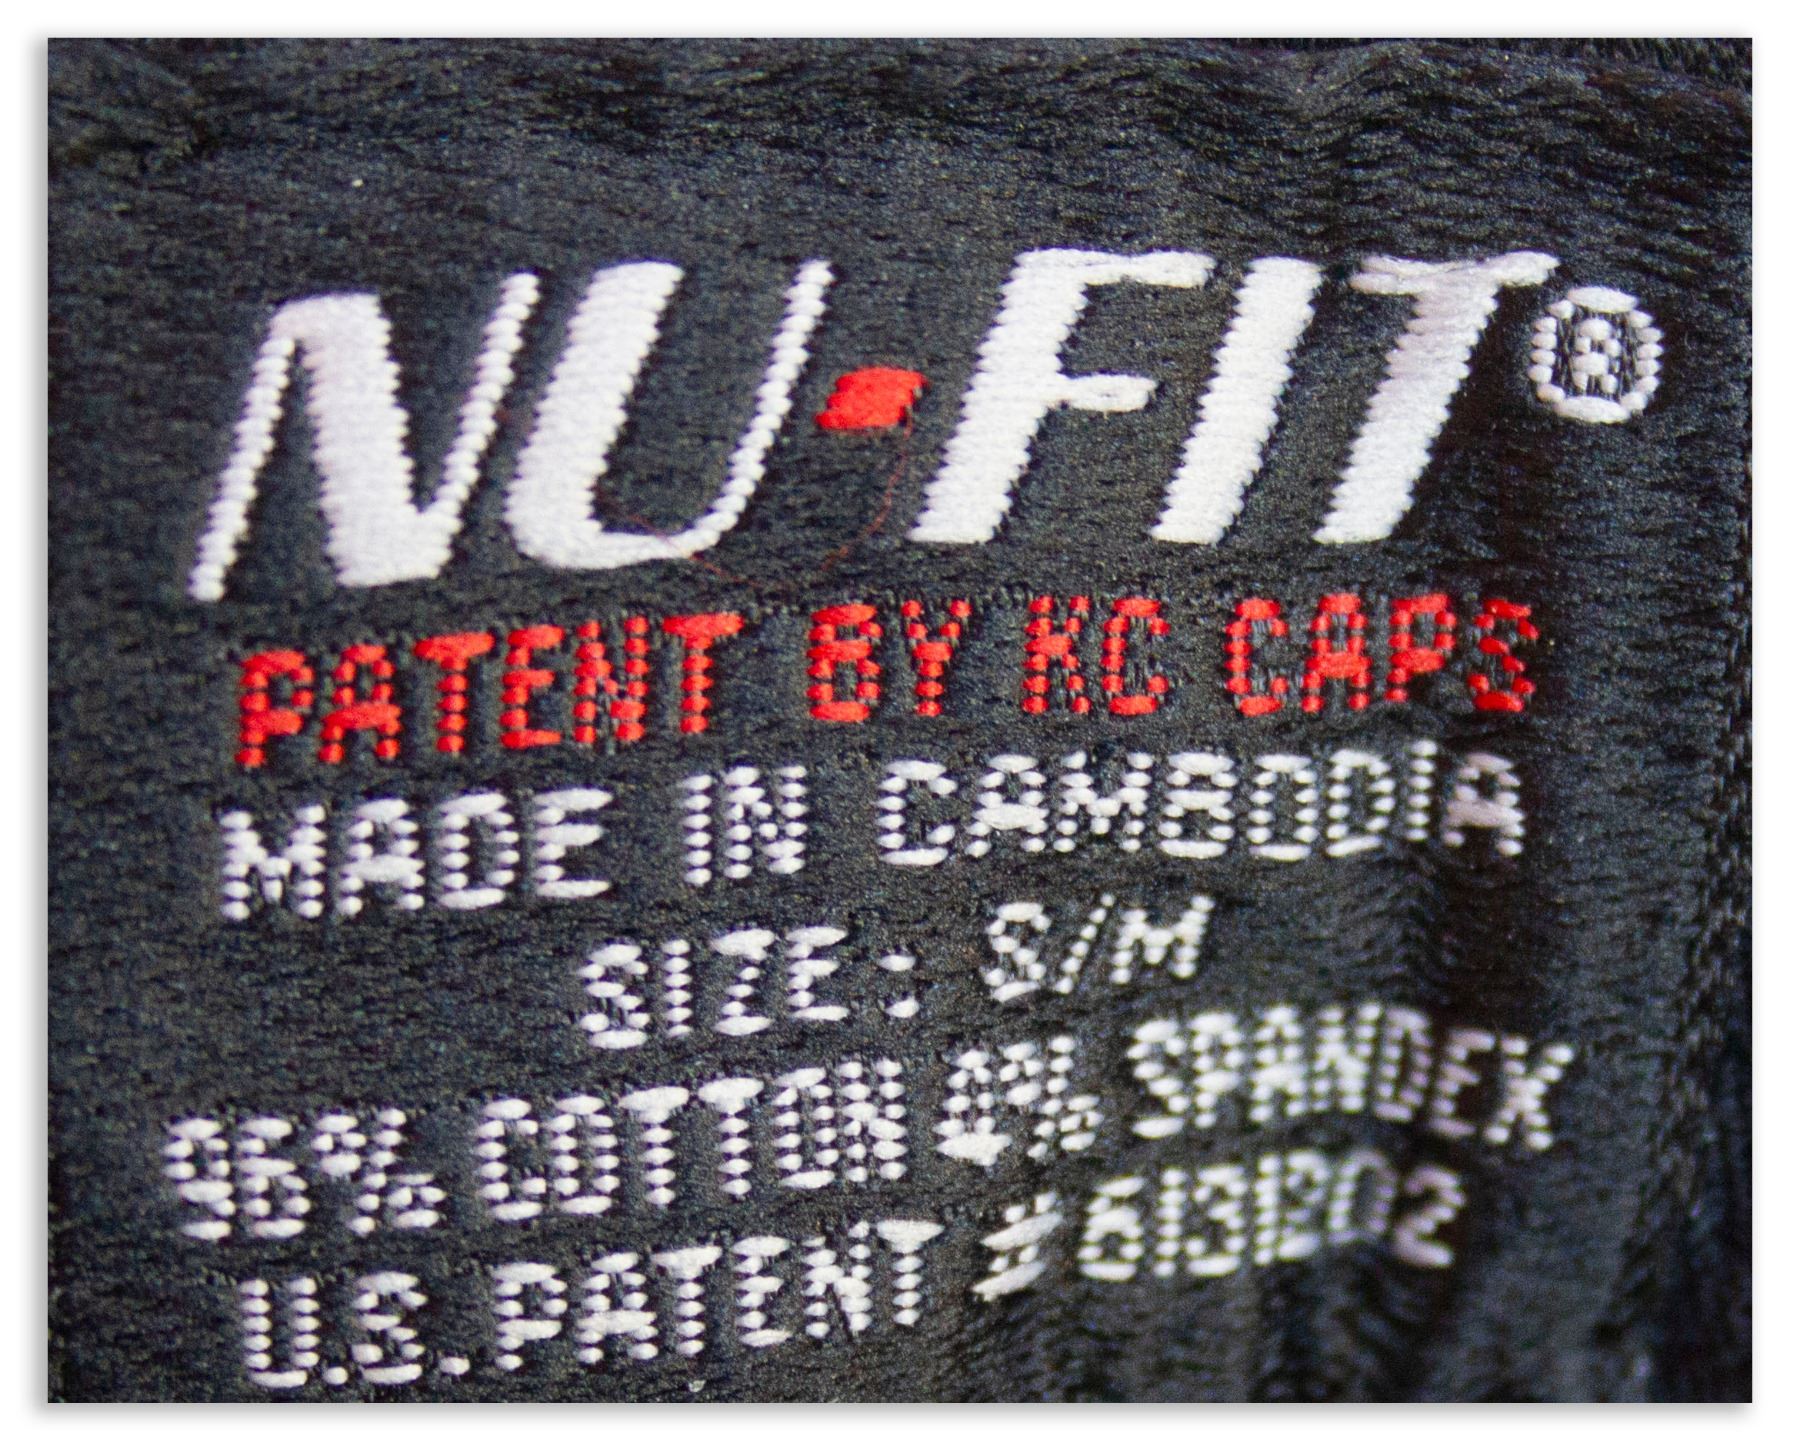 NU-FIT®
PATENT BY KC CAPS
MADE IN CAMBODIA
SIZE: S/M
96% COTTON 4% SPANDEX
U.S.PATENT #6131202